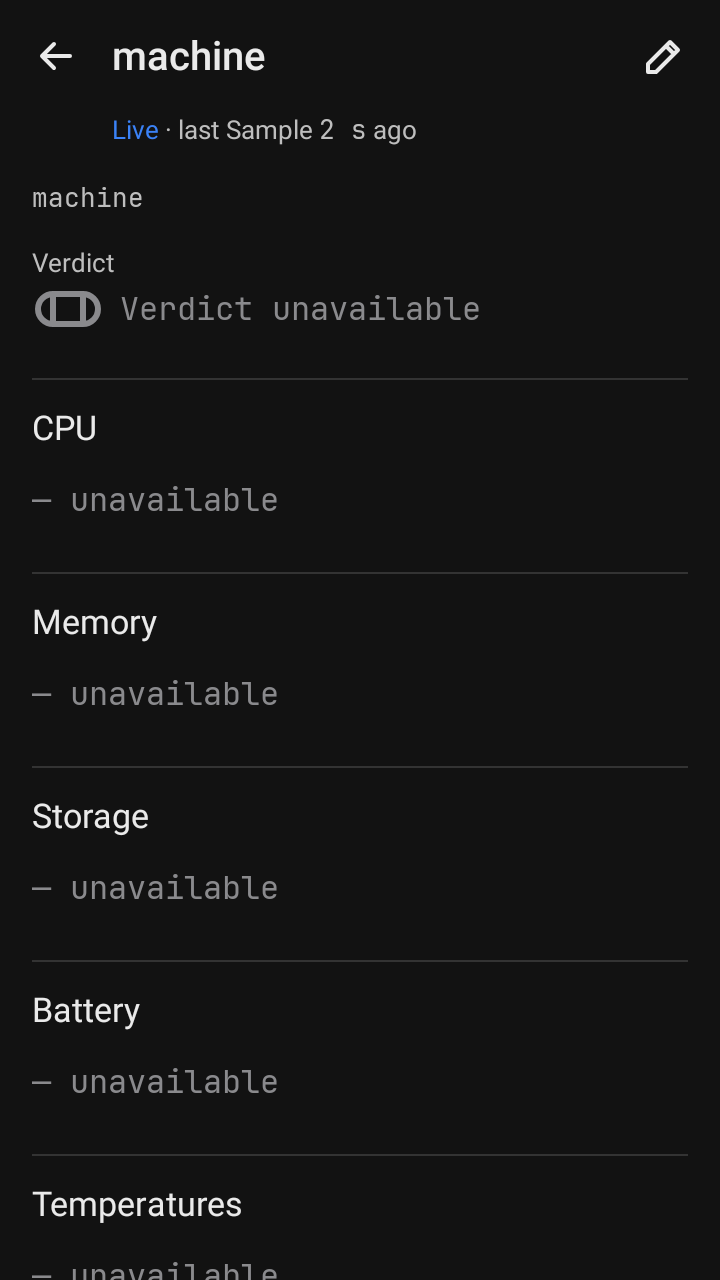 machine
Live · last Sample 2 s ago
machine
Verdict
Verdict unavailable
CPU
— unavailable
Memory
— unavailable
Storage
— unavailable
Battery
— unavailable
Temperatures
— unavailable